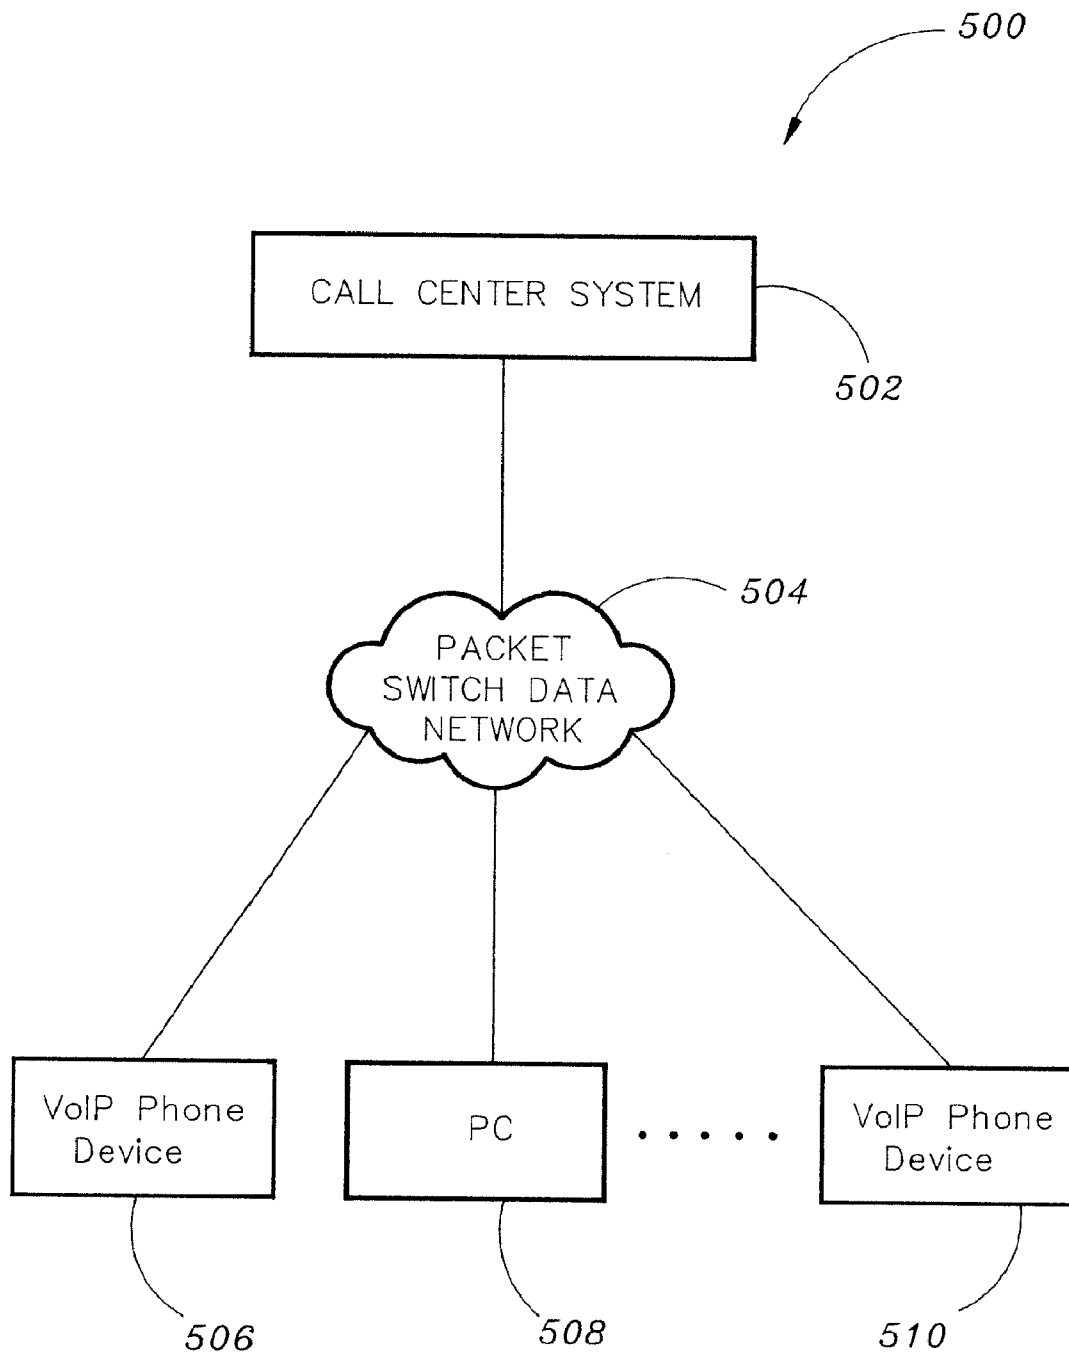 500
CALL CENTER SYSTEM
502
504
PACKET
SWITCH DATA
NETWORK
VoIP Phone
Device
PC
VoIP Phone
Device
506
508
510